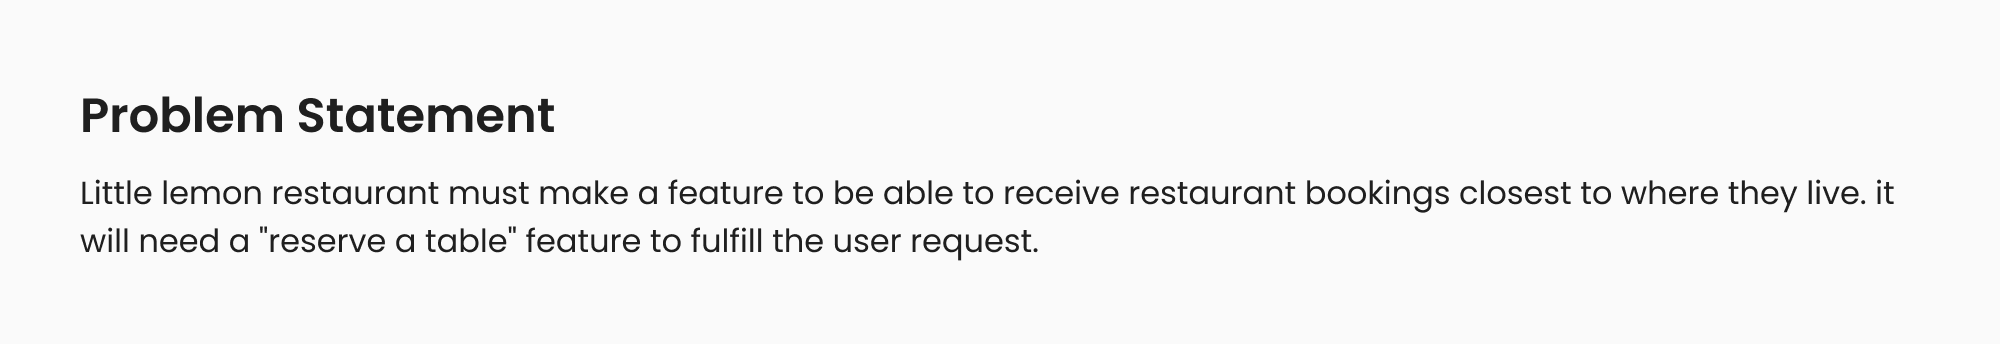 Problem Statement
Little lemon restaurant must make a feature to be able to receive restaurant bookings closest to where they live. it
will need a "reserve a table" feature to fulfill the user request.